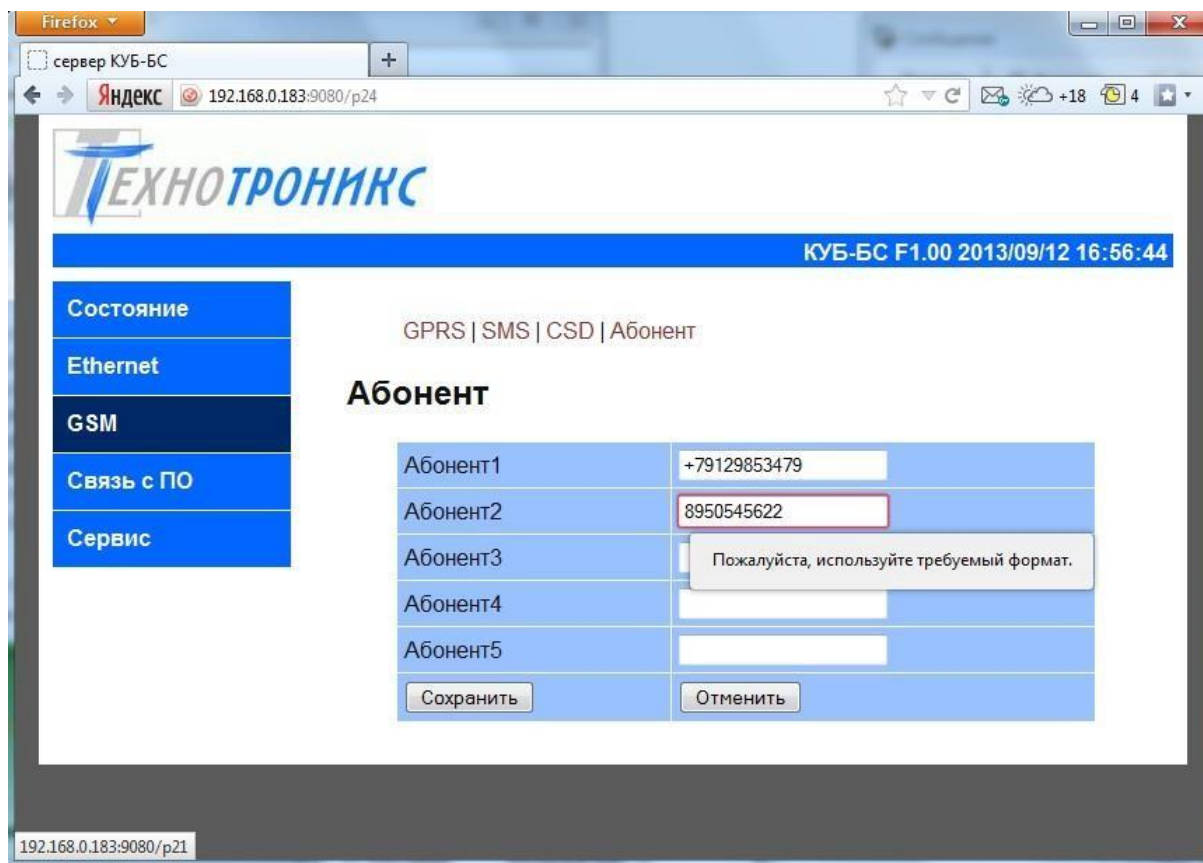 Firefox
сервер КУБ-БС
+
Яндекс 192.168.0.183:9080/p24 +18 4
ТЕХНОТРОНИКС
КУБ-БС F1.00 2013/09/12 16:56:44
Состояние
Ethernet
GSM
Связь с ПО
Сервис
GPRS | SMS | CSD | Абонент
Абонент
Абонент1 +79129853479
Абонент2 8950545622
Абонент3
Пожалуйста, используйте требуемый формат.
Абонент4
Абонент5
Сохранить Отменить
192.168.0.183:9080/p21